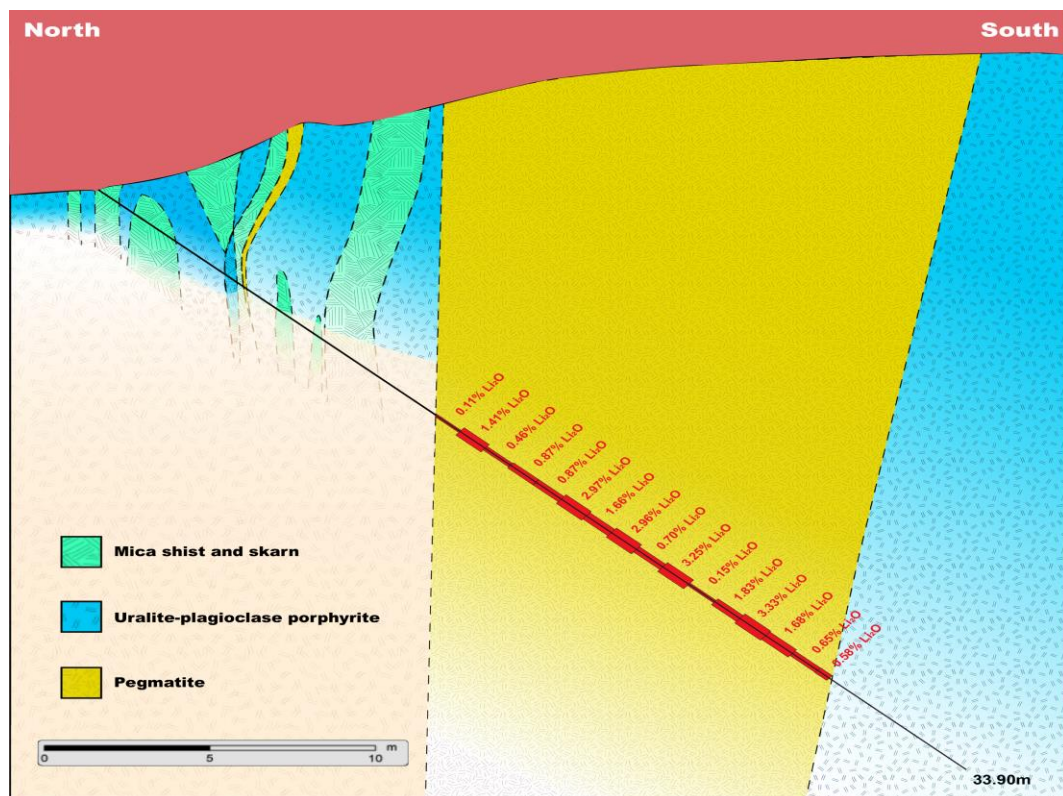 North
South
0.11% Li₂O
1.41% Li₂O
0.46% Li₂O
0.87% Li₂O
0.87% Li₂O
2.97% Li₂O
1.66% Li₂O
2.96% Li₂O
0.70% Li₂O
3.25% Li₂O
0.15% Li₂O
1.83% Li₂O
3.33% Li₂O
1.68% Li₂O
0.65% Li₂O
0.58% Li₂O
Mica shist and skarn
Uralite-plagioclase porphyrite
Pegmatite
m
0 5 10
33.90m